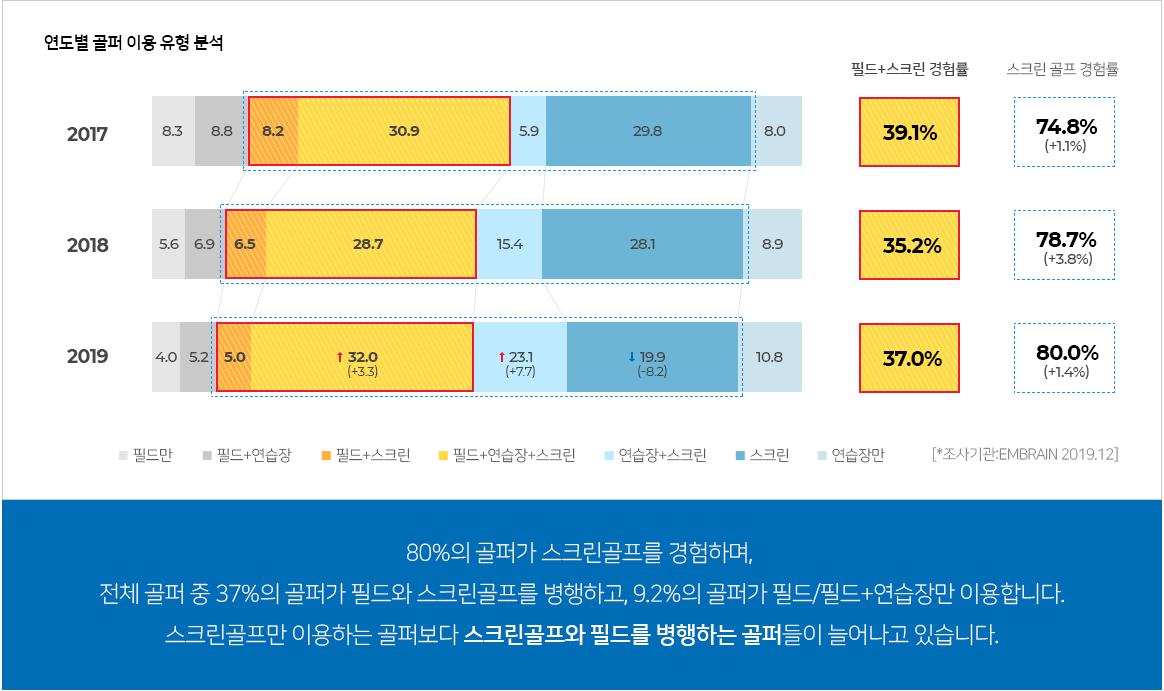 연도별 골퍼 이용 유형 분석
필드+스크린 경험률 스크린 골프 경험률
2017 8.3 8.8 8.2 30.9 5.9 29.8 8.0 39.1% 74.8%
(+1.1%)
2018 5.6 6.9 6.5 28.7 15.4 28.1 8.9 35.2% 78.7%
(+3.8%)
2019 4.0 5.2 5.0 ↑ 32.0 ↑ 23.1 ↓ 19.9 10.8 37.0% 80.0%
(+3.3) (+7.7) (-8.2) (+1.4%)
필드만 필드+연습장 필드+스크린 필드+연습장+스크린 연습장+스크린 스크린 연습장만 [*조사기관:EMBRAIN 2019.12]
80%의 골퍼가 스크린골프를 경험하며,
전체 골퍼 중 37%의 골퍼가 필드와 스크린골프를 병행하고, 9.2%의 골퍼가 필드/필드+연습장만 이용합니다.
스크린골프만 이용하는 골퍼보다 스크린골프와 필드를 병행하는 골퍼들이 늘어나고 있습니다.